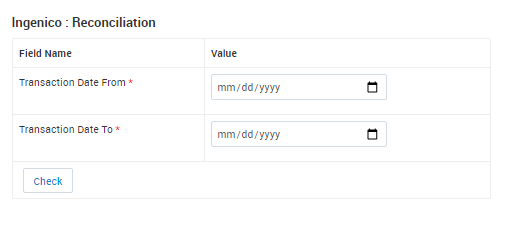 Ingenico : Reconciliation
Field Name Value
Transaction Date From * mm/dd/yyyy
Transaction Date To * mm/dd/yyyy
Check